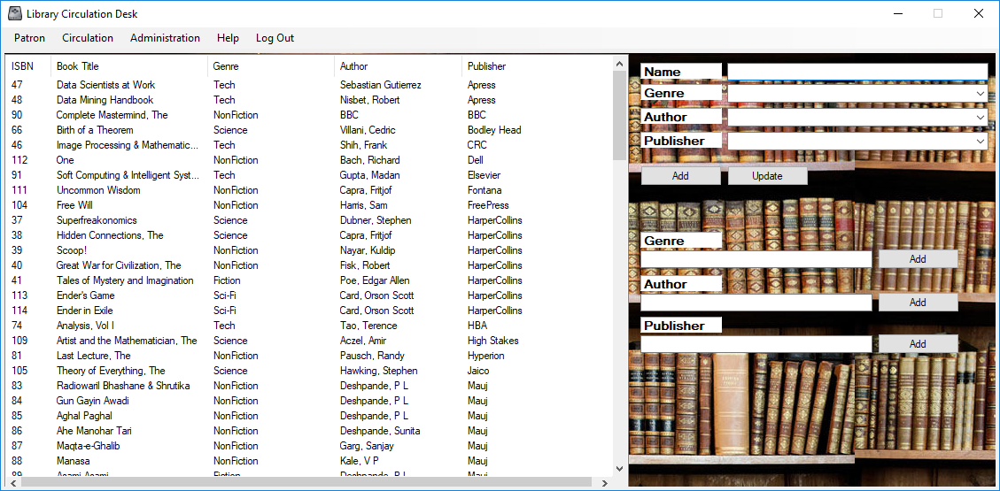 Library Circulation Desk
Patron Circulation Administration Help Log Out
ISBN Book Title Genre Author Publisher
47 Data Scientists at Work Tech Sebastian Gutierrez Apress
48 Data Mining Handbook Tech Nisbet, Robert Apress
90 Complete Mastermind, The NonFiction BBC BBC
66 Birth of a Theorem Science Villani, Cedric Bodley Head
46 Image Processing & Mathematic... Tech Shih, Frank CRC
112 One NonFiction Bach, Richard Dell
91 Soft Computing & Intelligent Syst... Tech Gupta, Madan Elsevier
111 Uncommon Wisdom NonFiction Capra, Fritjof Fontana
104 Free Will NonFiction Harris, Sam FreePress
37 Superfreakonomics Science Dubner, Stephen HarperCollins
38 Hidden Connections, The Science Capra, Fritjof HarperCollins
39 Scoop! NonFiction Nayar, Kuldip HarperCollins
40 Great War for Civilization, The NonFiction Fisk, Robert HarperCollins
41 Tales of Mystery and Imagination Fiction Poe, Edgar Allen HarperCollins
113 Ender's Game Sci-Fi Card, Orson Scott HarperCollins
114 Ender in Exile Sci-Fi Card, Orson Scott HarperCollins
74 Analysis, Vol I Tech Tao, Terence HBA
109 Artist and the Mathematician, The Science Aczel, Amir High Stakes
81 Last Lecture, The NonFiction Pausch, Randy Hyperion
105 Theory of Everything, The Science Hawking, Stephen Jaico
83 Radiowaril Bhashane & Shrutika NonFiction Deshpande, P L Mauj
84 Gun Gayin Awadi NonFiction Deshpande, P L Mauj
85 Aghal Paghal NonFiction Deshpande, P L Mauj
86 Ahe Manohar Tari NonFiction Deshpande, Sunita Mauj
87 Maqta-e-Ghalib NonFiction Garg, Sanjay Mauj
88 Manasa NonFiction Kale, V P Mauj
89 Asami Asami Fiction Deshpande, P L Mauj
Name
Genre
Author
Publisher
Add Update
Genre
Add
Author
Add
Publisher
Add